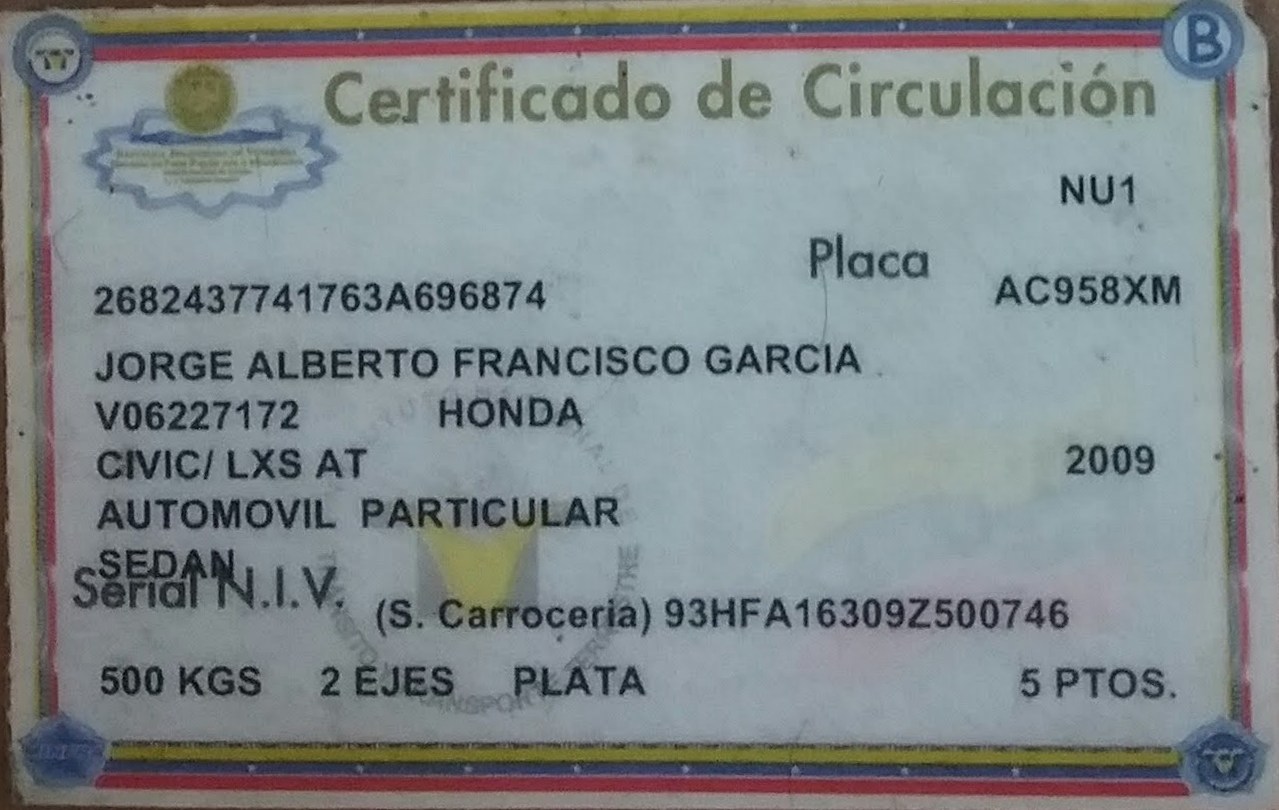 B
Certificado de Circulación
NU1
Placa
2682437741763A696874 AC958XM
JORGE ALBERTO FRANCISCO GARCIA
V06227172 HONDA
CIVIC/ LXS AT 2009
AUTOMOVIL PARTICULAR
SEDAN
Serial N.I.V. (S. Carroceria) 93HFA16309Z500746
500 KGS 2 EJES PLATA 5 PTOS.